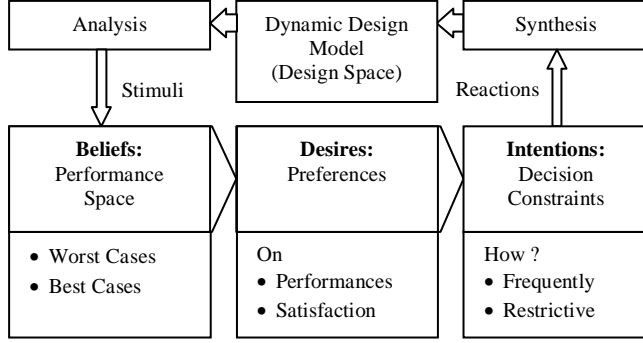 Analysis
Dynamic Design
Model
(Design Space)
Synthesis
Stimuli
Reactions
Beliefs:
Performance
Space
Desires:
Preferences
Intentions:
Decision
Constraints
• Worst Cases
• Best Cases
On
• Performances
• Satisfaction
How ?
• Frequently
• Restrictive